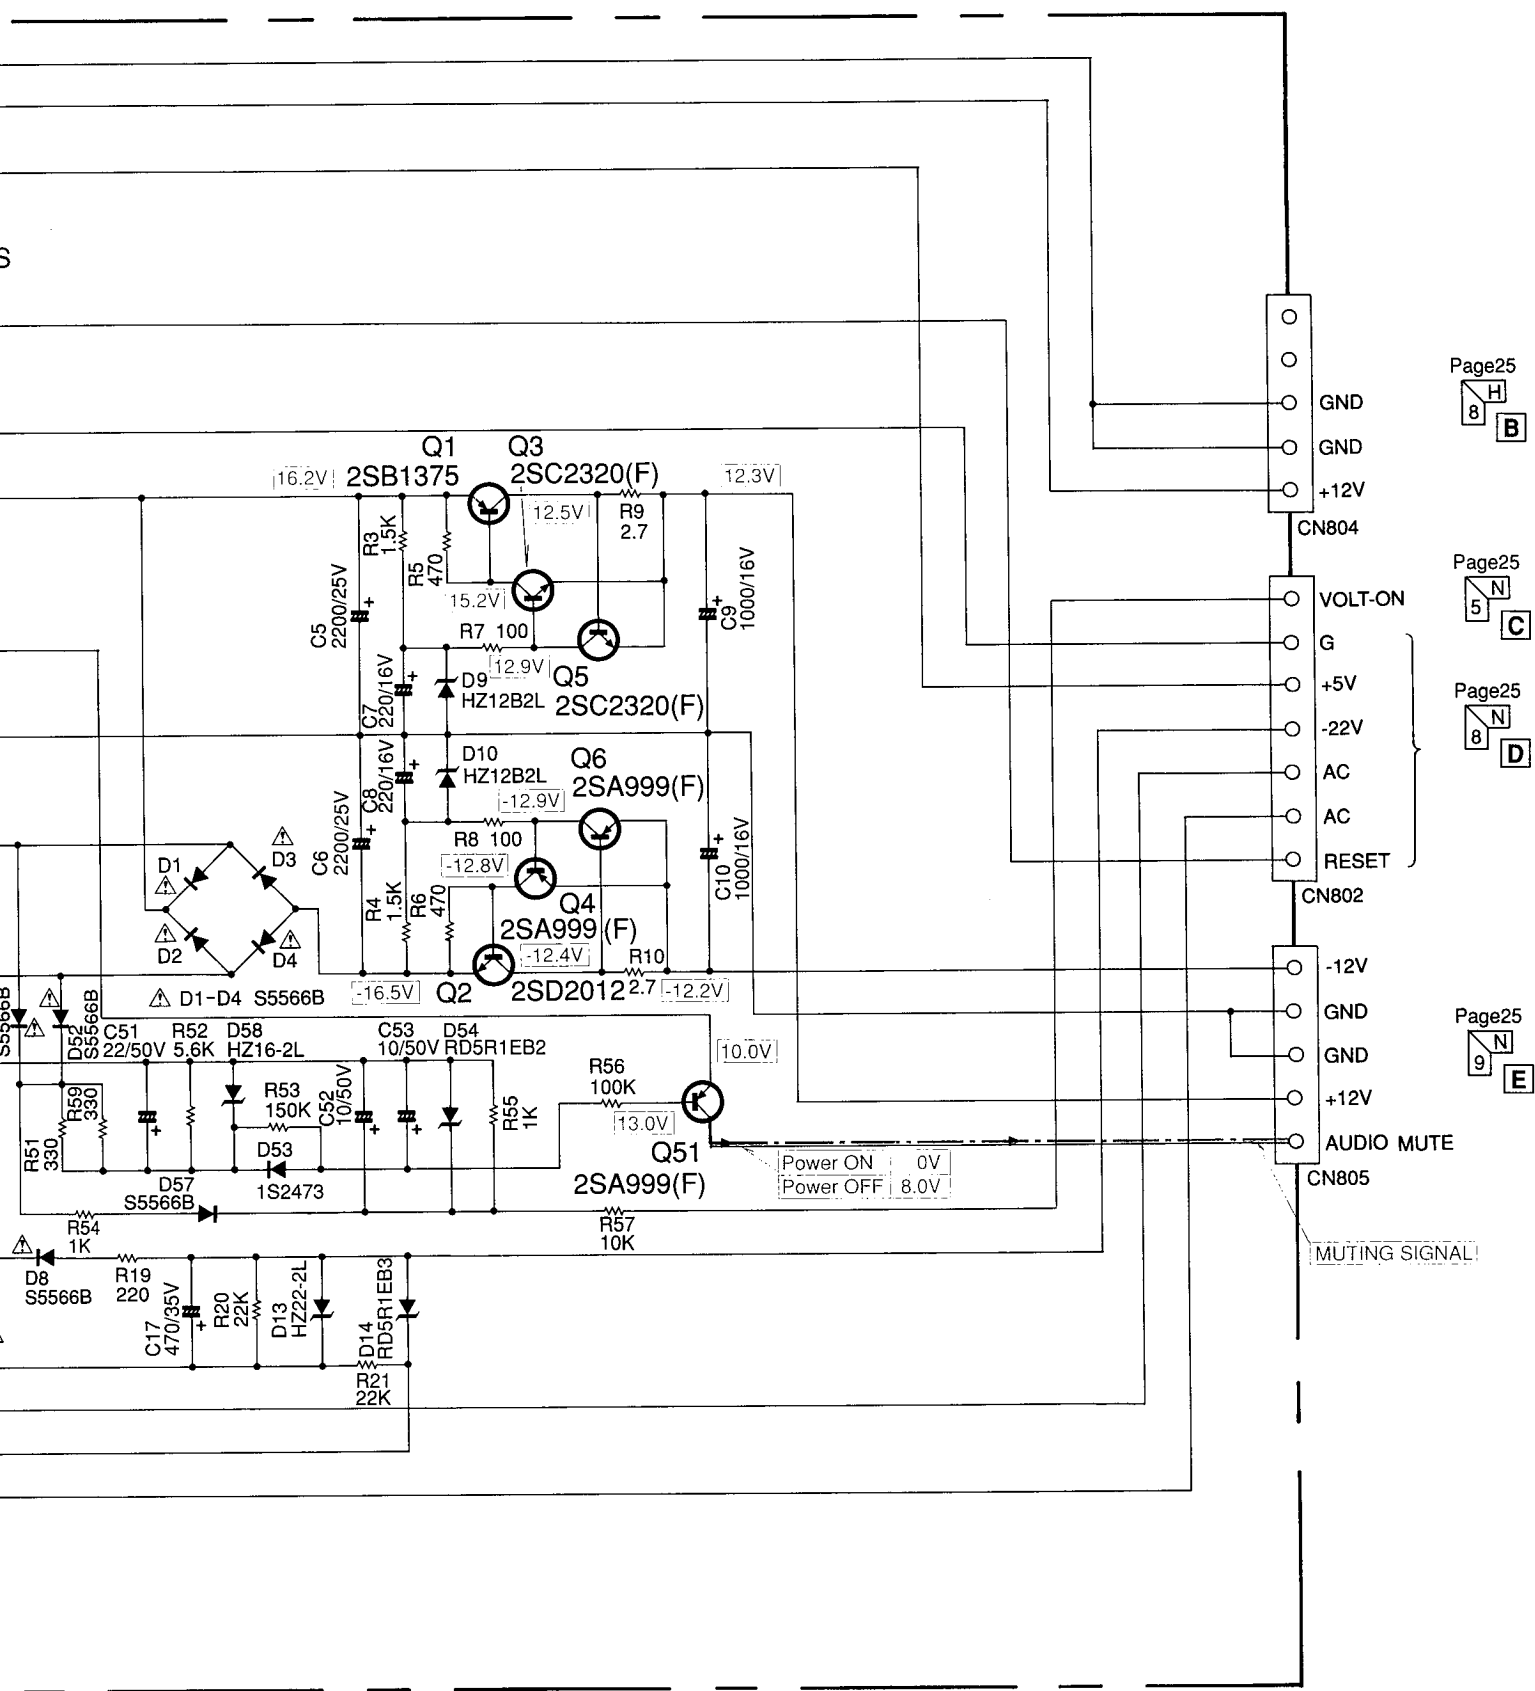 S
Page25
H
8
B
GND
GND
+12V
CN804
Q1
2SB1375
Q3
2SC2320(F)
16.2V
12.3V
12.5V
R9
2.7
R3
1.5K
R5
470
15.2V
C5
2200/25V
+
C9
1000/16V
+
R7 100
12.9V
Q5
2SC2320(F)
D9
HZ12B2L
C7
220/16V
+
Page25
N
5
C
VOLT-ON
G
+5V
-22V
AC
AC
RESET
CN802
Page25
N
8
D
D10
HZ12B2L
Q6
2SA999(F)
C8
220/16V
+
-12.9V
R8 100
-12.8V
C6
2200/25V
+
C10
1000/16V
+
R4
1.5K
R6
470
Q4
2SA999(F)
-12.4V
R10
2.7
-12.2V
-16.5V
Q2
2SD2012
D1
D3
D2
D4
D1-D4 S5566B
-12V
GND
GND
+12V
AUDIO MUTE
CN805
Page25
N
9
E
S5566B
D52
S5566B
C51
22/50V
R52
5.6K
D58
HZ16-2L
C53
10/50V
D54
RD5R1EB2
10.0V
R56
100K
13.0V
R59
330
R51
330
+
R53
150K
C52
10/50V
+
+
R55
1K
D53
1S2473
D57
S5566B
Q51
2SA999(F)
Power ON 0V
Power OFF 8.0V
R54
1K
R57
10K
MUTING SIGNAL
D8
S5566B
R19
220
C17
470/35V
+
R20
22K
D13
HZ22-2L
D14
RD5R1EB3
R21
22K